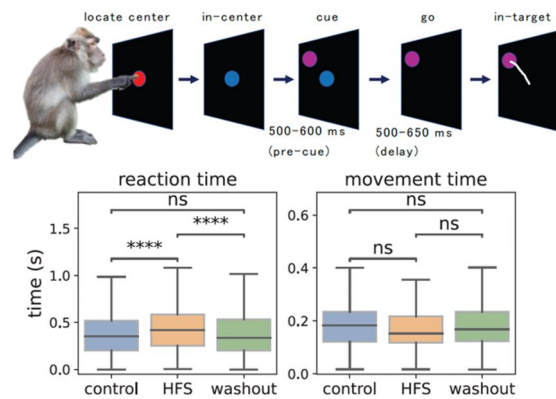 locate center in-center cue go in-target
500-600 ms 500-650 ms
(pre-cue) (delay)
reaction time movement time
ns ns
**** **** ns ns
time (s)
1.5
1.0
0.5
0.0
0.6
0.4
0.2
0.0
control HFS washout control HFS washout